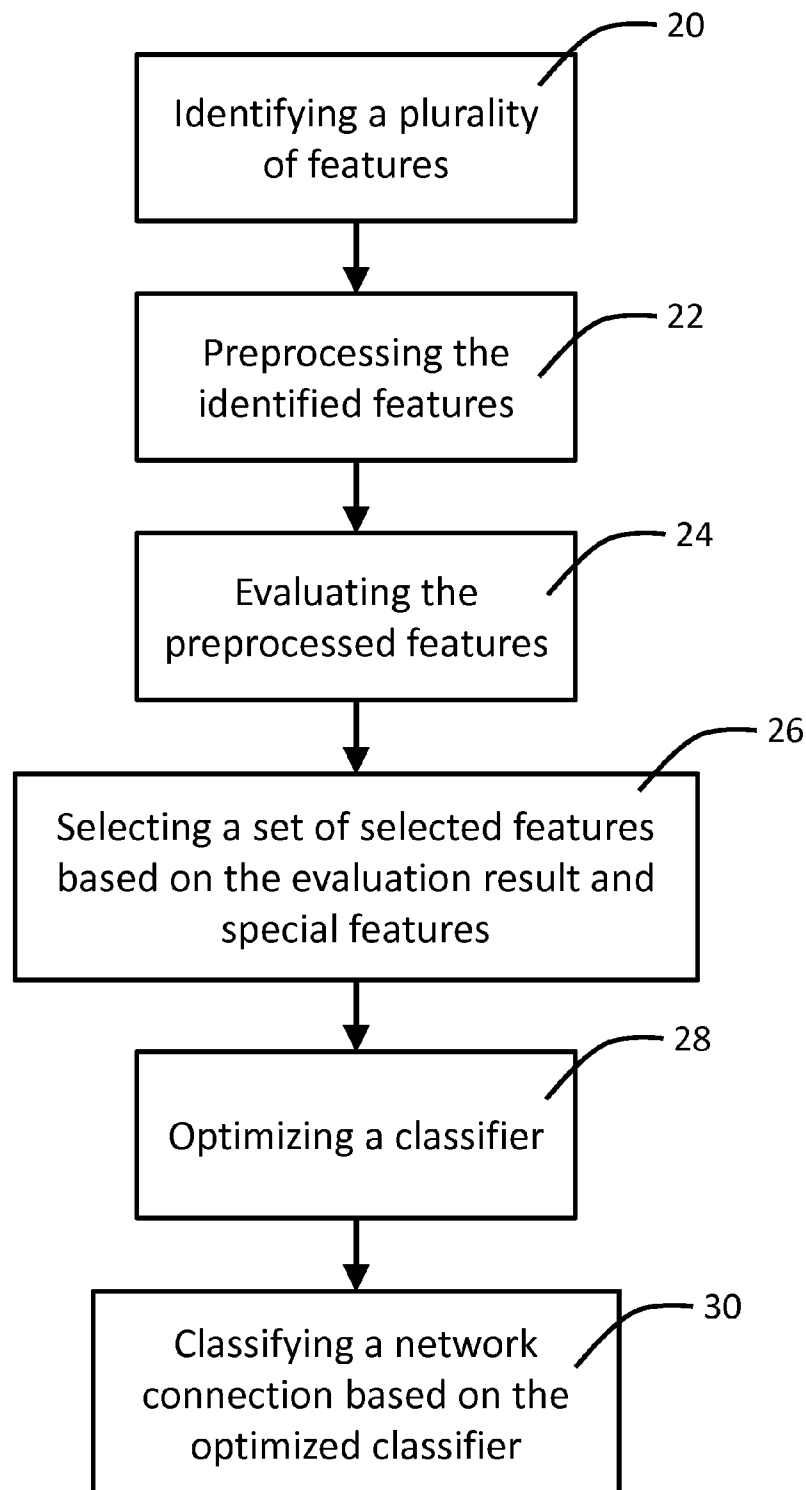 20
Identifying a plurality
of features
22
Preprocessing the
identified features
24
Evaluating the
preprocessed features
26
Selecting a set of selected features
based on the evaluation result and
special features
28
Optimizing a classifier
30
Classifying a network
connection based on the
optimized classifier